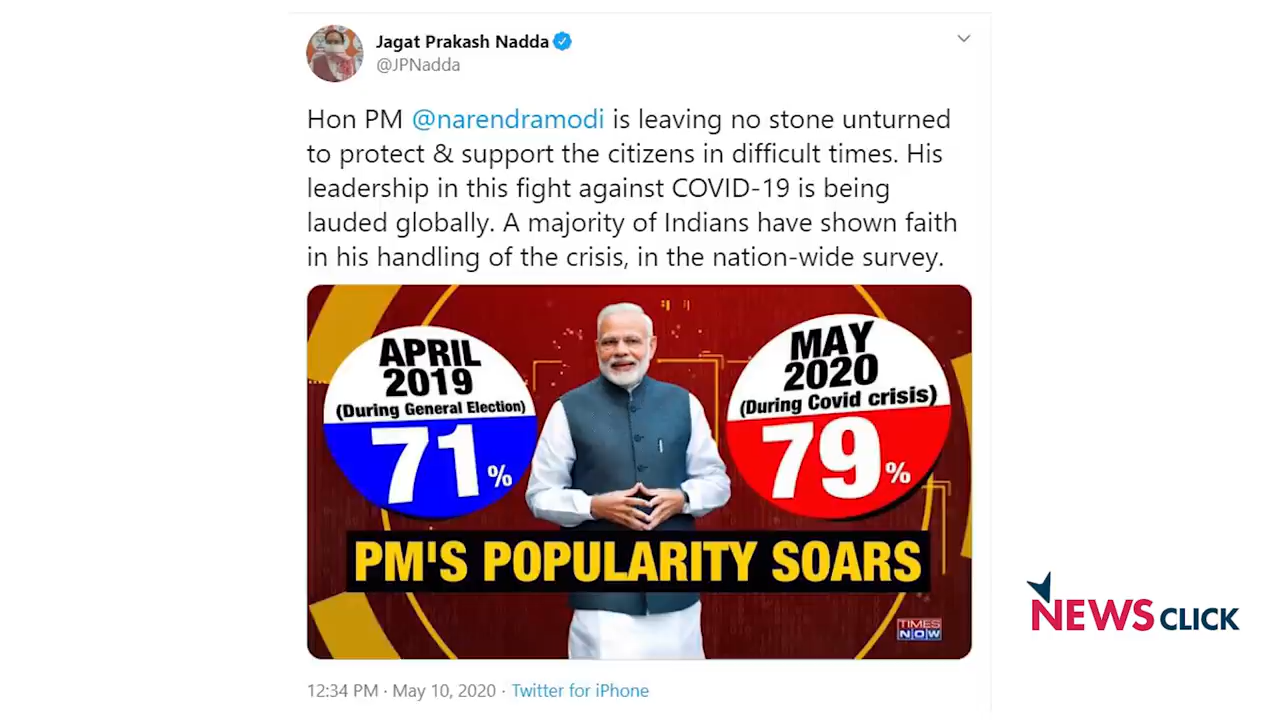 Jagat Prakash Nadda
@JPNadda
Hon PM @narendramodi is leaving no stone unturned
to protect & support the citizens in difficult times. His
leadership in this fight against COVID-19 is being
lauded globally. A majority of Indians have shown faith
in his handling of the crisis, in the nation-wide survey.
APRIL
2019
(During General Election)
71%
MAY
2020
(During Covid crisis)
79%
PM'S POPULARITY SOARS
TIMES
NOW
NEWSCLICK
12:34 PM · May 10, 2020 · Twitter for iPhone